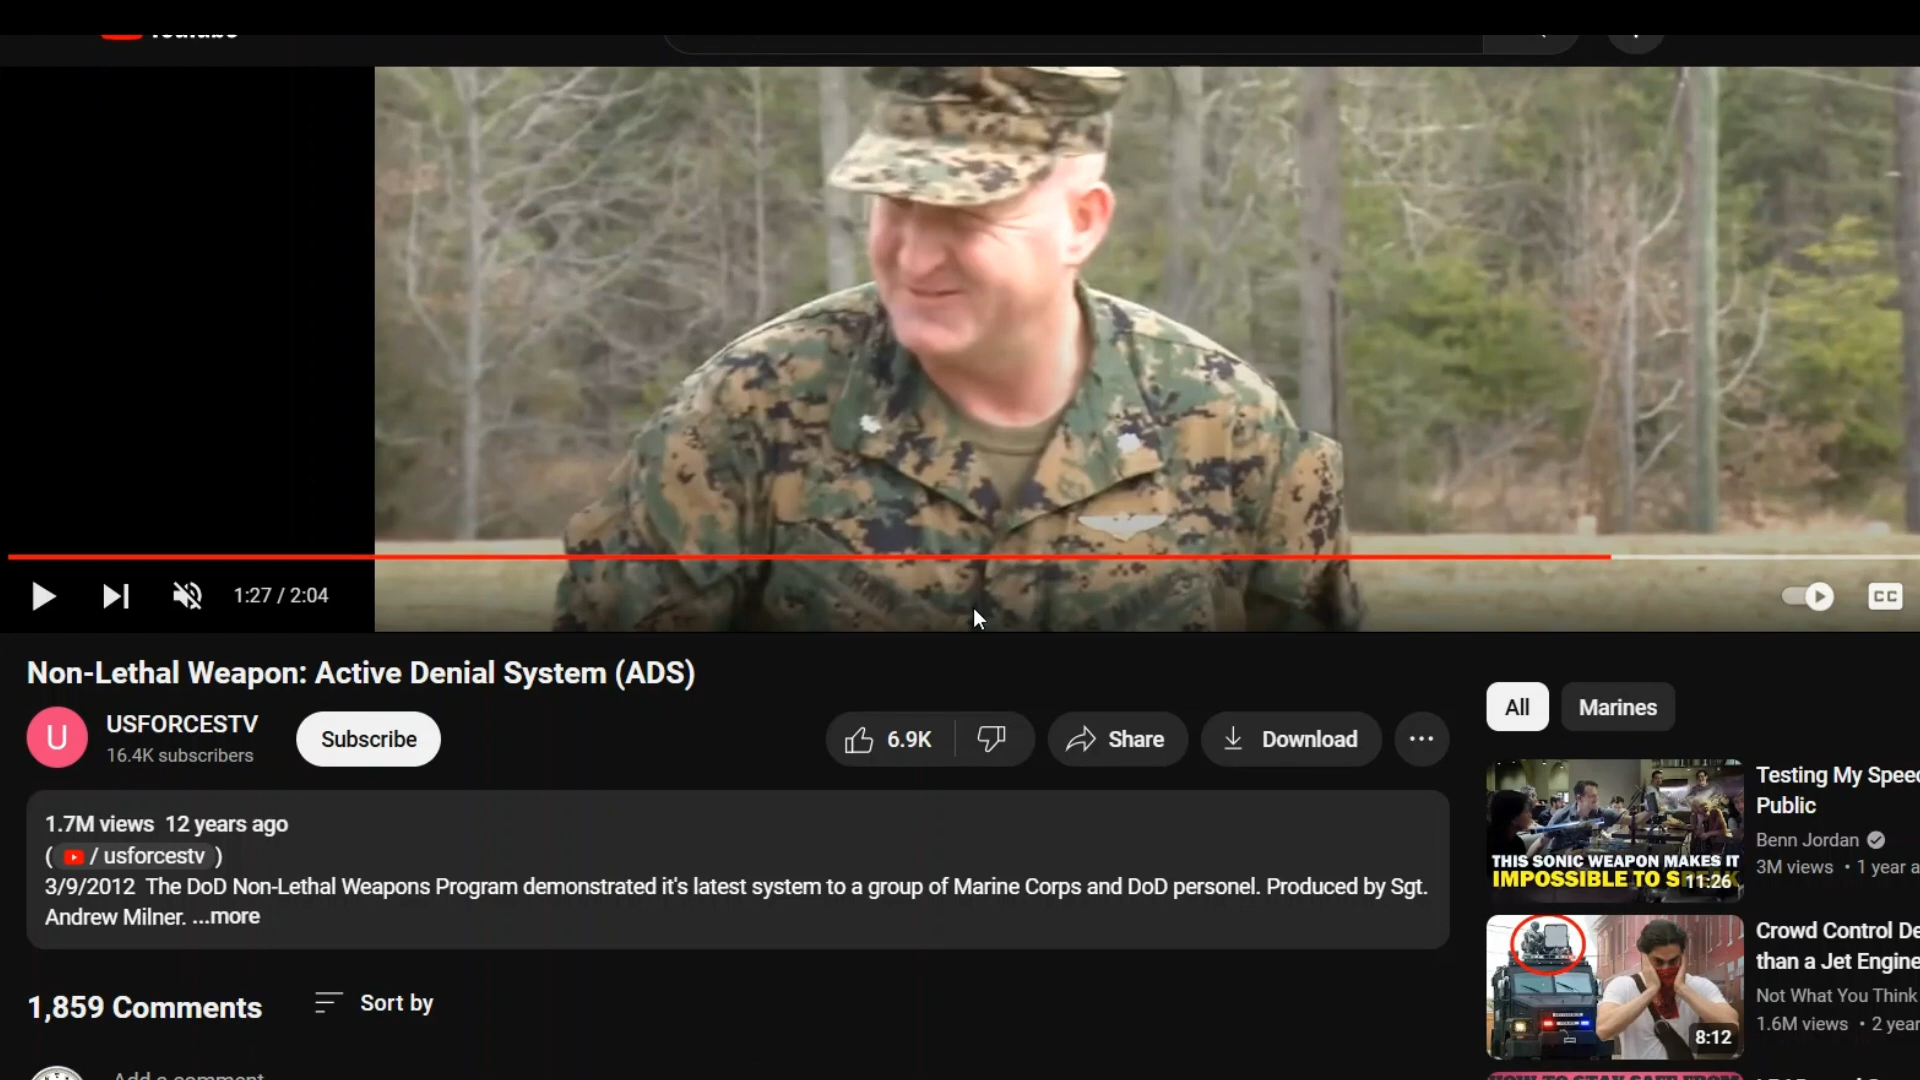 1:27 / 2:04
CC
Non-Lethal Weapon: Active Denial System (ADS)
U
USFORCESTV
16.4K subscribers
Subscribe
6.9K
Share
Download
1.7M views 12 years ago
( / usforcestv )
3/9/2012 The DoD Non-Lethal Weapons Program demonstrated it's latest system to a group of Marine Corps and DoD personel. Produced by Sgt.
Andrew Milner. ...more
1,859 Comments
Sort by
All
Marines
THIS SONIC WEAPON MAKES IT
IMPOSSIBLE TO
11:26
Testing My
Public
Benn Jordan
3M views • 1 year
8:12
Crowd Control
than a Jet Engine
Not What You Think
1.6M views • 2